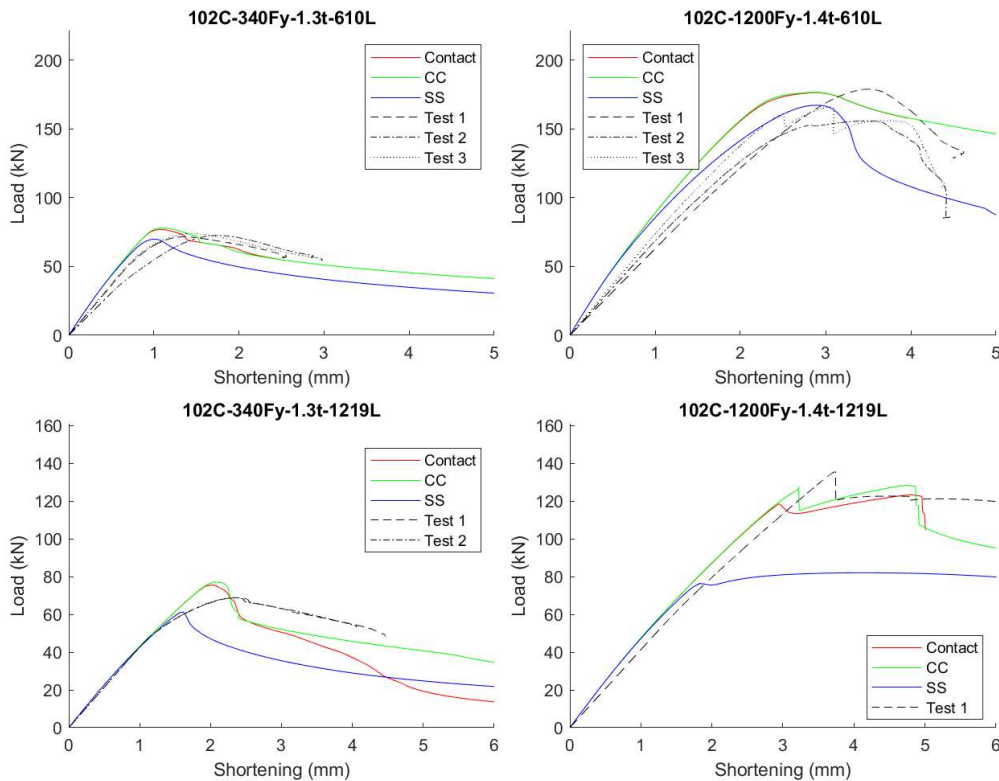 102C-340Fy-1.3t-610L
Load (kN)
200
150
100
50
0
Contact
CC
SS
Test 1
Test 2
Test 3
0 1 2 3 4 5
Shortening (mm)
102C-1200Fy-1.4t-610L
Load (kN)
200
150
100
50
0
Contact
CC
SS
Test 1
Test 2
Test 3
0 1 2 3 4 5
Shortening (mm)
102C-340Fy-1.3t-1219L
Load (kN)
160
140
120
100
80
60
40
20
0
Contact
CC
SS
Test 1
Test 2
0 1 2 3 4 5 6
Shortening (mm)
102C-1200Fy-1.4t-1219L
Load (kN)
160
140
120
100
80
60
40
20
0
Contact
CC
SS
Test 1
0 1 2 3 4 5 6
Shortening (mm)